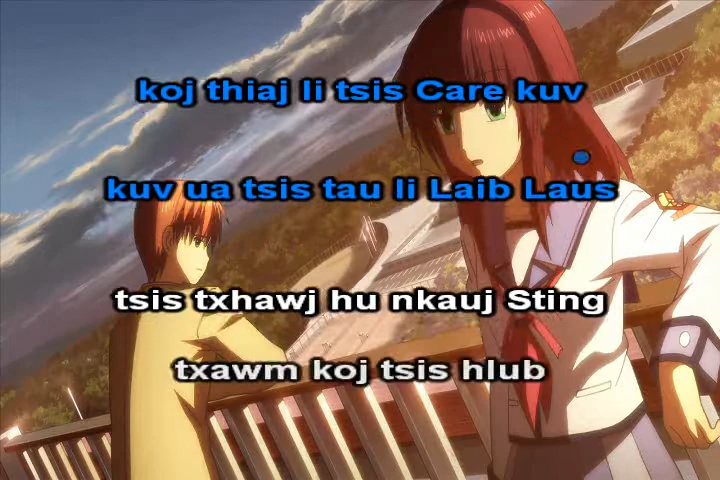 koj thiaj li tsis Care kuv
kuv ua tsis tau li Laib Laus
tsis txhawj hu nkauj Sting
txawm koj tsis hlub